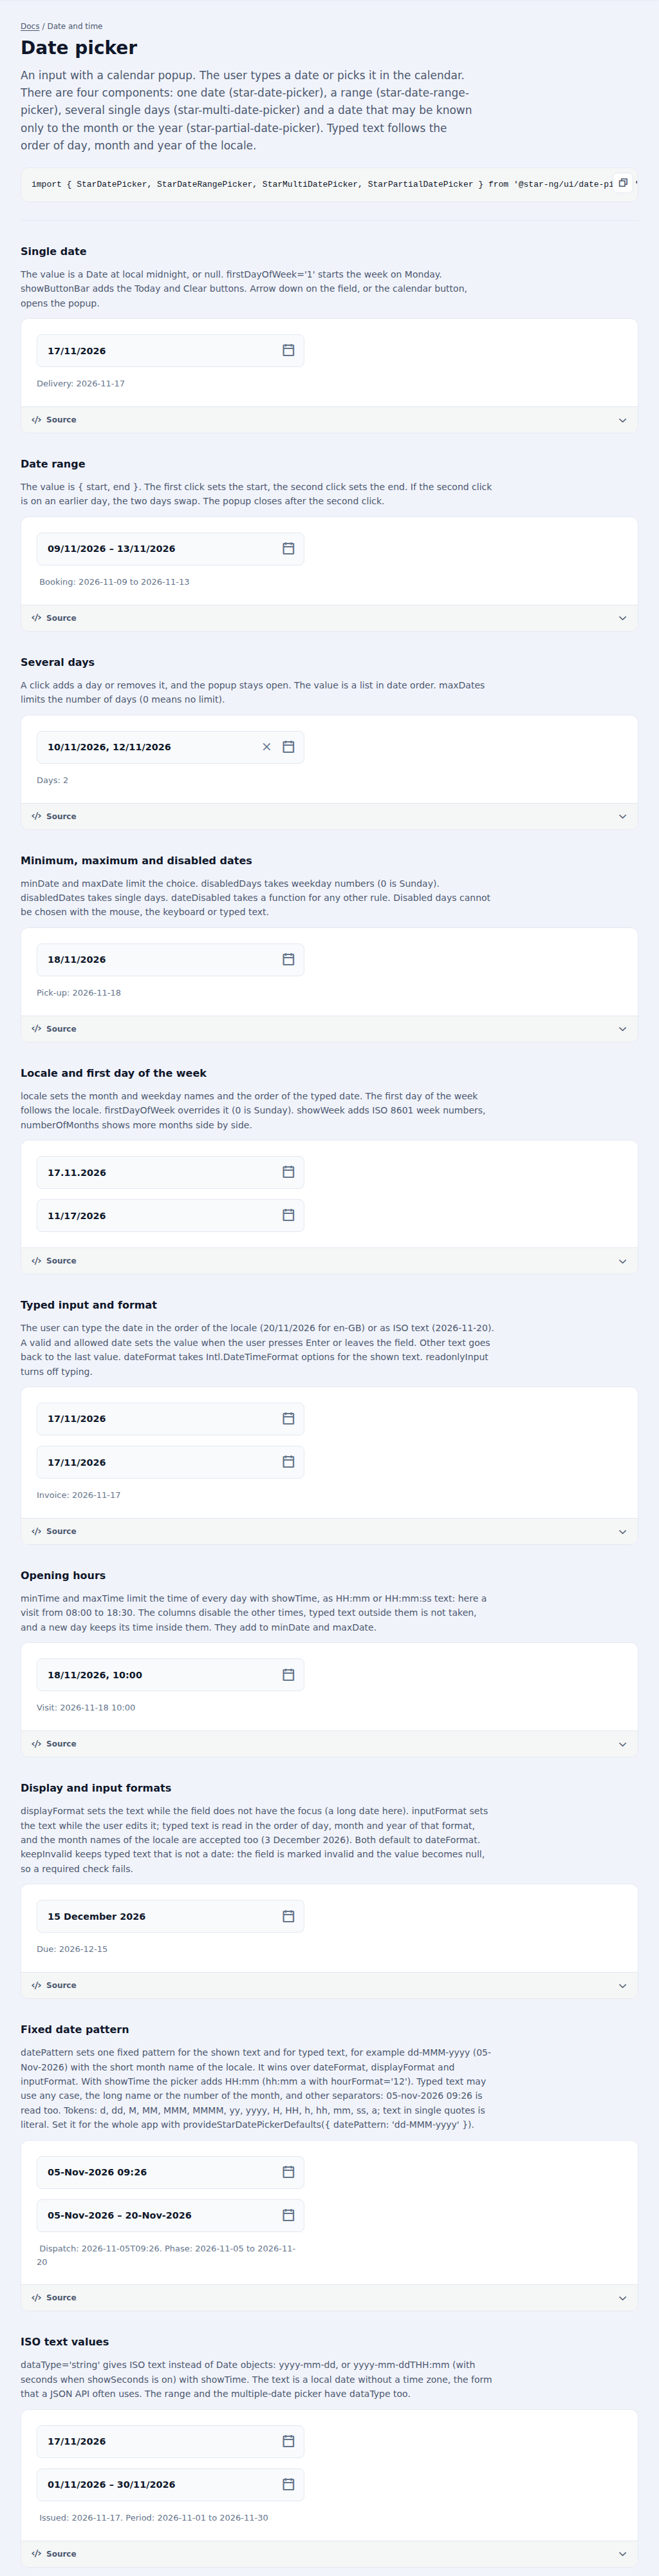 Docs / Date and time
Date picker
An input with a calendar popup. The user types a date or picks it in the calendar.
There are four components: one date (star-date-picker), a range (star-date-range-
picker), several single days (star-multi-date-picker) and a date that may be known
only to the month or the year (star-partial-date-picker). Typed text follows the
order of day, month and year of the locale.
import { StarDatePicker, StarDateRangePicker, StarMultiDatePicker, StarPartialDatePicker } from '@star-ng/ui/date-pi
Single date
The value is a Date at local midnight, or null. firstDayOfWeek='1' starts the week on Monday.
showButtonBar adds the Today and Clear buttons. Arrow down on the field, or the calendar button,
opens the popup.
17/11/2026
Delivery: 2026-11-17
Source
Date range
The value is { start, end }. The first click sets the start, the second click sets the end. If the second click
is on an earlier day, the two days swap. The popup closes after the second click.
09/11/2026 – 13/11/2026
Booking: 2026-11-09 to 2026-11-13
Source
Several days
A click adds a day or removes it, and the popup stays open. The value is a list in date order. maxDates
limits the number of days (0 means no limit).
10/11/2026, 12/11/2026
Days: 2
Source
Minimum, maximum and disabled dates
minDate and maxDate limit the choice. disabledDays takes weekday numbers (0 is Sunday).
disabledDates takes single days. dateDisabled takes a function for any other rule. Disabled days cannot
be chosen with the mouse, the keyboard or typed text.
18/11/2026
Pick-up: 2026-11-18
Source
Locale and first day of the week
locale sets the month and weekday names and the order of the typed date. The first day of the week
follows the locale. firstDayOfWeek overrides it (0 is Sunday). showWeek adds ISO 8601 week numbers,
numberOfMonths shows more months side by side.
17.11.2026
11/17/2026
Source
Typed input and format
The user can type the date in the order of the locale (20/11/2026 for en-GB) or as ISO text (2026-11-20).
A valid and allowed date sets the value when the user presses Enter or leaves the field. Other text goes
back to the last value. dateFormat takes Intl.DateTimeFormat options for the shown text. readonlyInput
turns off typing.
17/11/2026
17/11/2026
Invoice: 2026-11-17
Source
Opening hours
minTime and maxTime limit the time of every day with showTime, as HH:mm or HH:mm:ss text: here a
visit from 08:00 to 18:30. The columns disable the other times, typed text outside them is not taken,
and a new day keeps its time inside them. They add to minDate and maxDate.
18/11/2026, 10:00
Visit: 2026-11-18 10:00
Source
Display and input formats
displayFormat sets the text while the field does not have the focus (a long date here). inputFormat sets
the text while the user edits it; typed text is read in the order of day, month and year of that format,
and the month names of the locale are accepted too (3 December 2026). Both default to dateFormat.
keepInvalid keeps typed text that is not a date: the field is marked invalid and the value becomes null,
so a required check fails.
15 December 2026
Due: 2026-12-15
Source
Fixed date pattern
datePattern sets one fixed pattern for the shown text and for typed text, for example dd-MMM-yyyy (05-
Nov-2026) with the short month name of the locale. It wins over dateFormat, displayFormat and
inputFormat. With showTime the picker adds HH:mm (hh:mm a with hourFormat='12'). Typed text may
use any case, the long name or the number of the month, and other separators: 05-nov-2026 09:26 is
read too. Tokens: d, dd, M, MM, MMM, MMMM, yy, yyyy, H, HH, h, hh, mm, ss, a; text in single quotes is
literal. Set it for the whole app with provideStarDatePickerDefaults({ datePattern: 'dd-MMM-yyyy' }).
05-Nov-2026 09:26
05-Nov-2026 – 20-Nov-2026
Dispatch: 2026-11-05T09:26. Phase: 2026-11-05 to 2026-11-
20
Source
ISO text values
dataType='string' gives ISO text instead of Date objects: yyyy-mm-dd, or yyyy-mm-ddTHH:mm (with
seconds when showSeconds is on) with showTime. The text is a local date without a time zone, the form
that a JSON API often uses. The range and the multiple-date picker have dataType too.
17/11/2026
01/11/2026 – 30/11/2026
Issued: 2026-11-17. Period: 2026-11-01 to 2026-11-30
Source